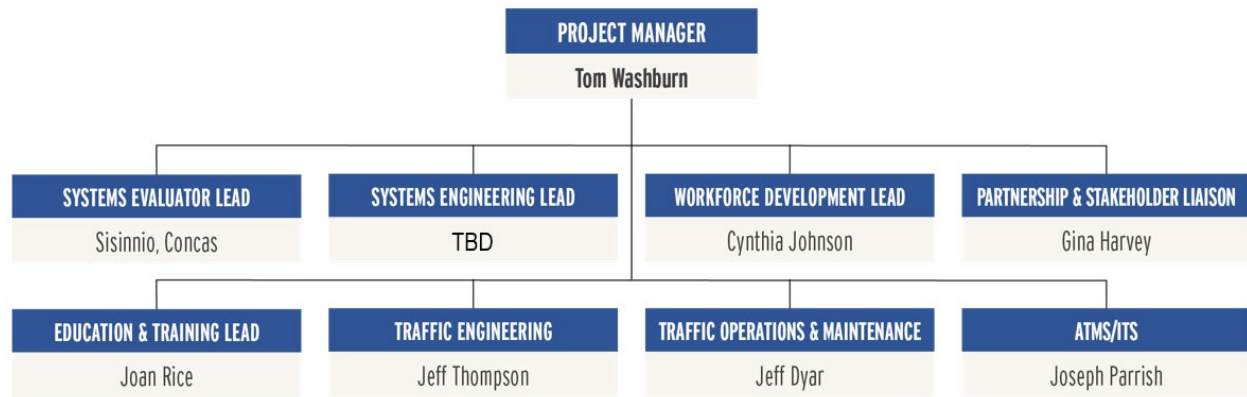 PROJECT MANAGER
Tom Washburn
SYSTEMS EVALUATOR LEAD
Sisinnio, Concas
SYSTEMS ENGINEERING LEAD
TBD
WORKFORCE DEVELOPMENT LEAD
Cynthia Johnson
PARTNERSHIP & STAKEHOLDER LIAISON
Gina Harvey
EDUCATION & TRAINING LEAD
Joan Rice
TRAFFIC ENGINEERING
Jeff Thompson
TRAFFIC OPERATIONS & MAINTENANCE
Jeff Dyar
ATMS/ITS
Joseph Parrish